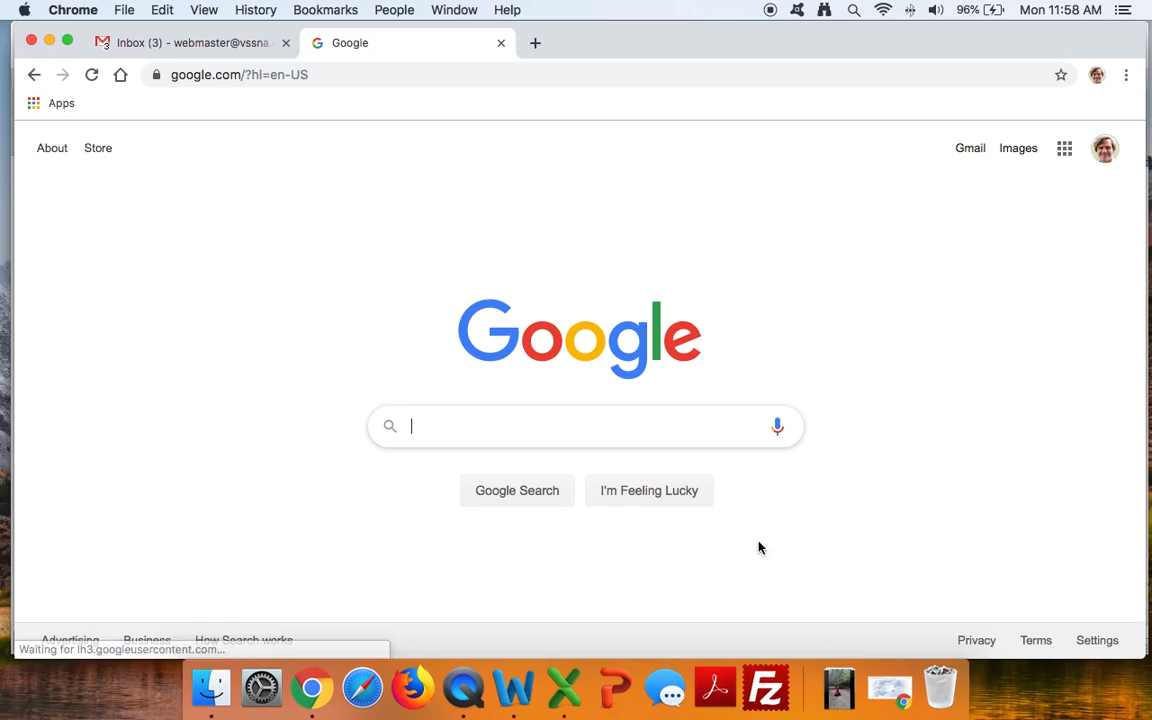 Chrome File Edit View History Bookmarks People Window Help 96% Mon 11:58 AM
Inbox (3) - webmaster@vssna. Google
google.com/?hl=en-US
Apps
About Store Gmail Images
Google
Google Search I'm Feeling Lucky
Advertising Business How Search works Privacy Terms Settings
Waiting for lh3.googleusercontent.com...
W X P Fz